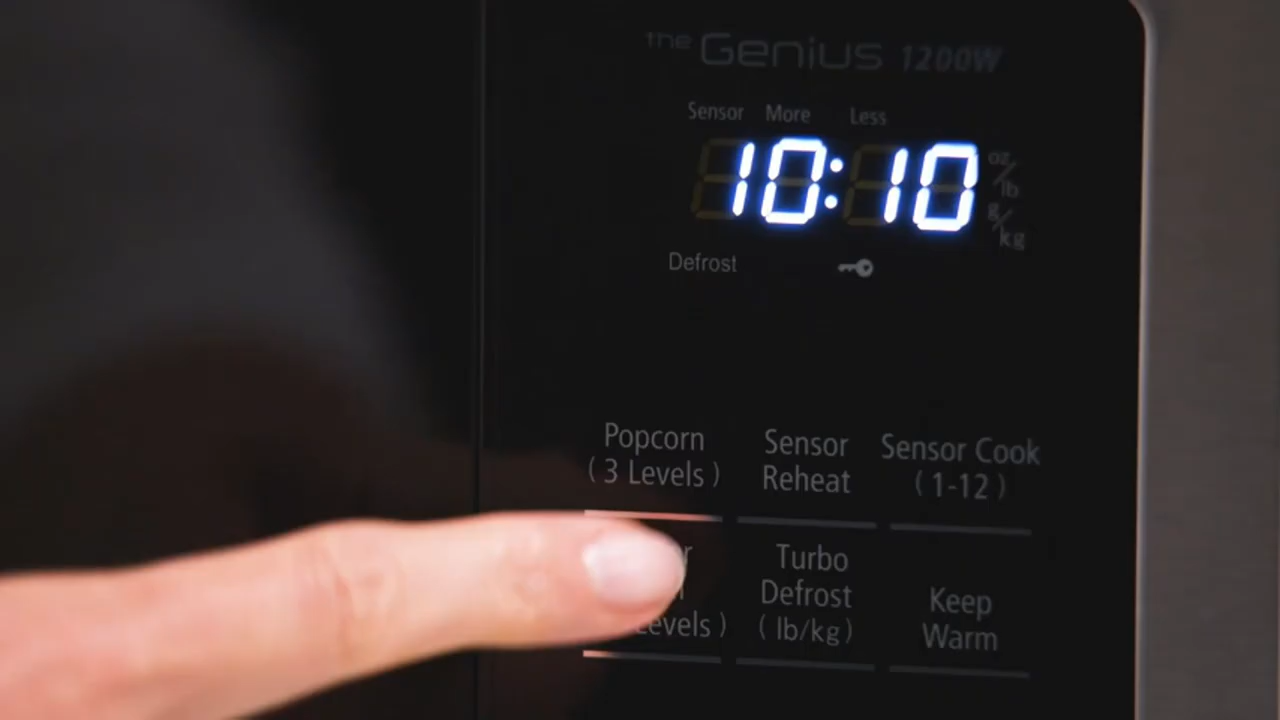 the Genius 1200W
Sensor More Less
10:10
oz/lb
g/kg
Defrost
Popcorn
( 3 Levels )
Sensor
Reheat
Sensor Cook
( 1-12 )
Levels )
Turbo
Defrost
( lb/kg )
Keep
Warm